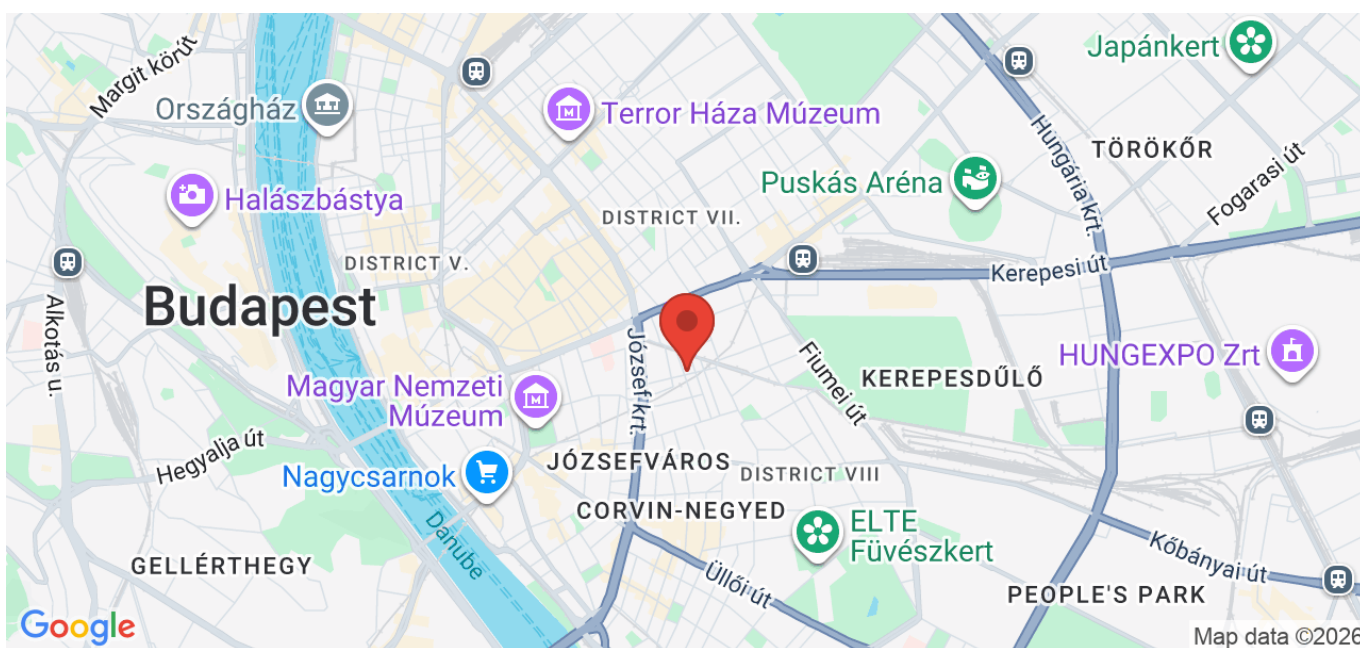 Margit körút
Országház
Terror Háza Múzeum
Japánkert
Hungária krt.
TÖRÖKŐR
Fogarasi út
Puskás Aréna
Halászbástya
DISTRICT VII.
DISTRICT V.
Kerepesi út
Budapest
Alkotás u.
József krt.
Fiumei út
HUNGEXPO Zrt
KEREPESDŰLŐ
Magyar Nemzeti
Múzeum
Hegyalja út
JÓZSEFVÁROS
DISTRICT VIII
Nagycsarnok
CORVIN-NEGYED
ELTE
Füvészkert
Danube
Kőbányai út
GELLÉRTHEGY
Üllői út
PEOPLE'S PARK
Google
Map data ©2026